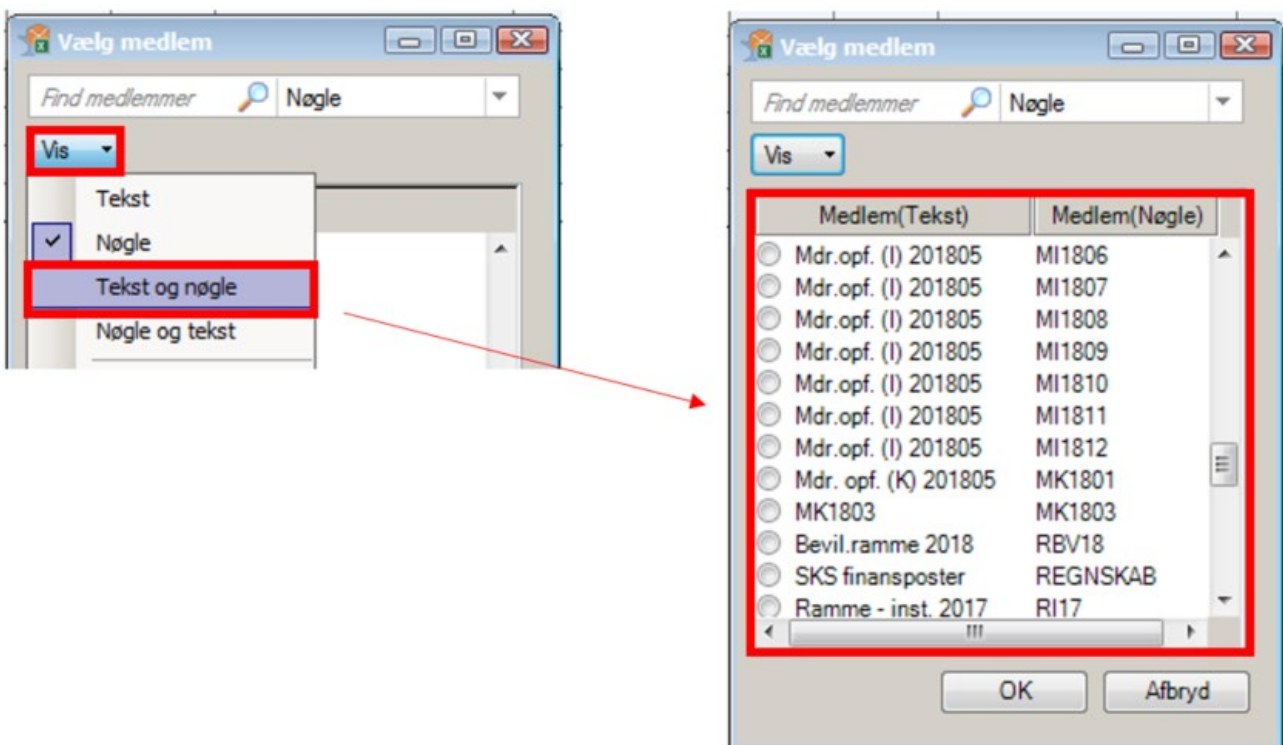 Vælg medlem
Find medlemmer Nøgle
Vis
Tekst
Nøgle
Tekst og nøgle
Nøgle og tekst
Vælg medlem
Find medlemmer Nøgle
Vis
Medlem(Tekst) Medlem(Nøgle)
Mdr.opf. (I) 201805 MI1806
Mdr.opf. (I) 201805 MI1807
Mdr.opf. (I) 201805 MI1808
Mdr.opf. (I) 201805 MI1809
Mdr.opf. (I) 201805 MI1810
Mdr.opf. (I) 201805 MI1811
Mdr.opf. (I) 201805 MI1812
Mdr. opf. (K) 201805 MK1801
MK1803 MK1803
Bevil.ramme 2018 RBV18
SKS finansposter REGNSKAB
Ramme - inst. 2017 RI17
OK Afbryd